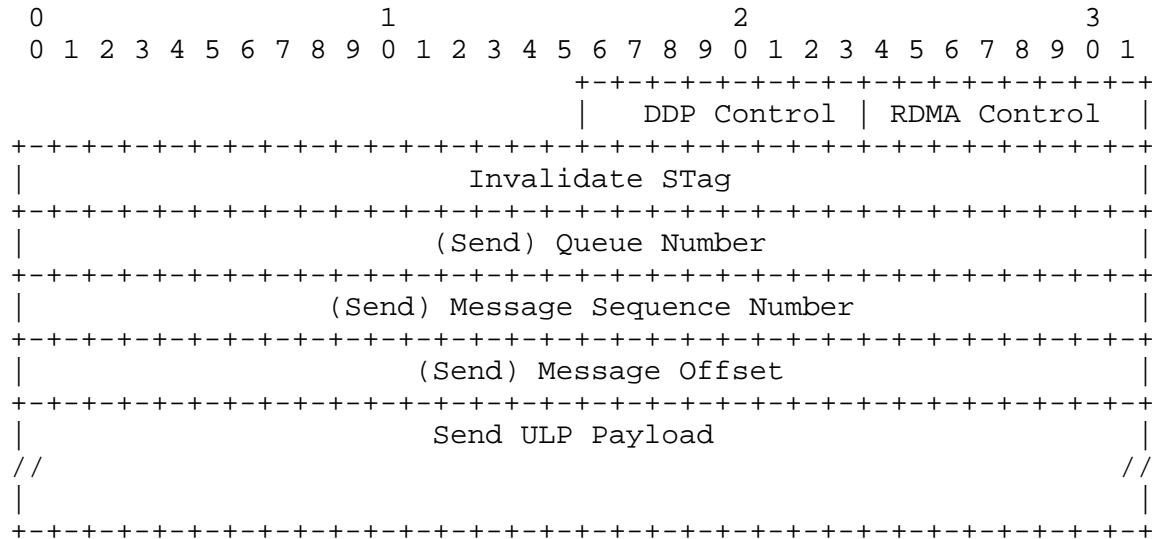 0                   1                   2                   3
 0 1 2 3 4 5 6 7 8 9 0 1 2 3 4 5 6 7 8 9 0 1 2 3 4 5 6 7 8 9 0 1
                                +-+-+-+-+-+-+-+-+-+-+-+-+-+-+-+-+
                                |   DDP Control | RDMA Control  |
+-+-+-+-+-+-+-+-+-+-+-+-+-+-+-+-+-+-+-+-+-+-+-+-+-+-+-+-+-+-+-+-+
|                         Invalidate STag                       |
+-+-+-+-+-+-+-+-+-+-+-+-+-+-+-+-+-+-+-+-+-+-+-+-+-+-+-+-+-+-+-+-+
|                       (Send) Queue Number                     |
+-+-+-+-+-+-+-+-+-+-+-+-+-+-+-+-+-+-+-+-+-+-+-+-+-+-+-+-+-+-+-+-+
|                 (Send) Message Sequence Number                |
+-+-+-+-+-+-+-+-+-+-+-+-+-+-+-+-+-+-+-+-+-+-+-+-+-+-+-+-+-+-+-+-+
|                      (Send) Message Offset                    |
+-+-+-+-+-+-+-+-+-+-+-+-+-+-+-+-+-+-+-+-+-+-+-+-+-+-+-+-+-+-+-+-+
|                       Send ULP Payload                        |
//                                                             //
|                                                               |
+-+-+-+-+-+-+-+-+-+-+-+-+-+-+-+-+-+-+-+-+-+-+-+-+-+-+-+-+-+-+-+-+